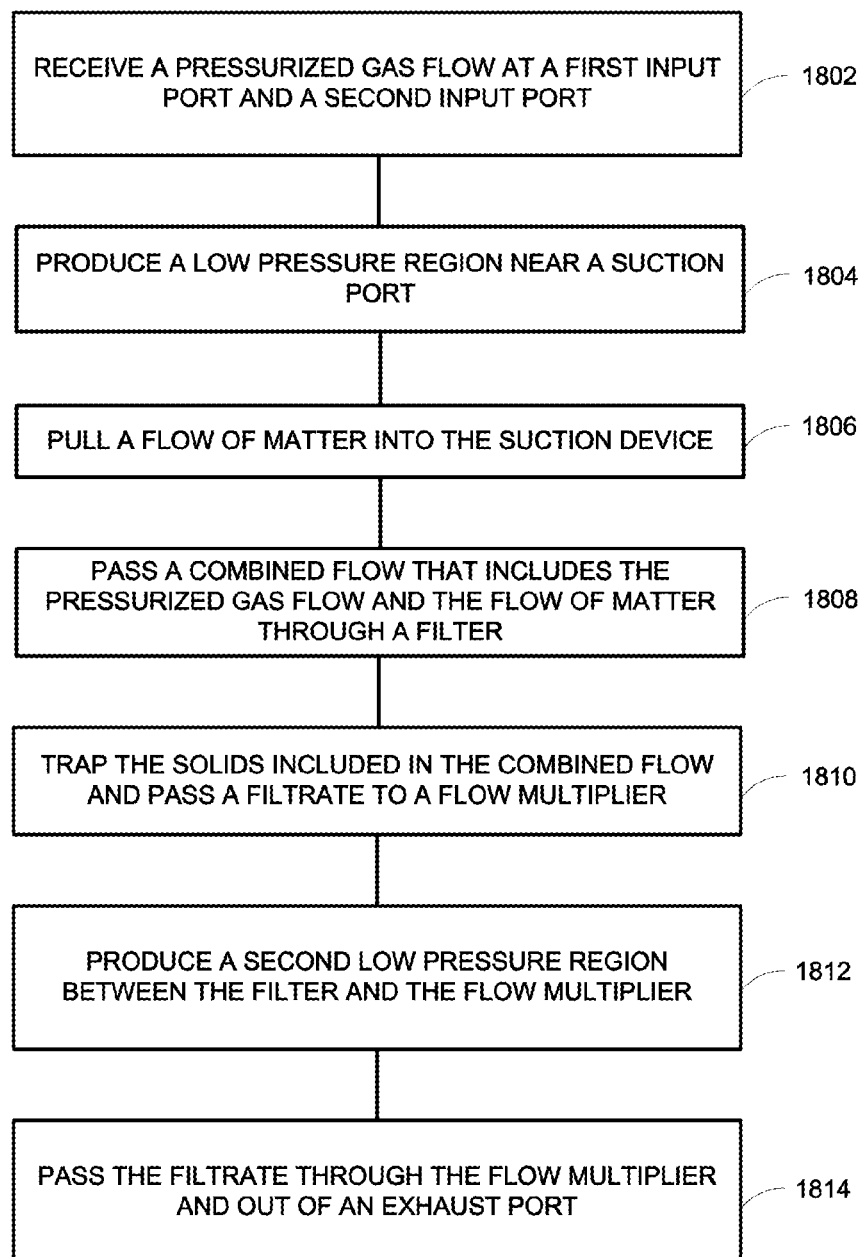 RECEIVE A PRESSURIZED GAS FLOW AT A FIRST INPUT
PORT AND A SECOND INPUT PORT
1802
PRODUCE A LOW PRESSURE REGION NEAR A SUCTION
PORT
1804
PULL A FLOW OF MATTER INTO THE SUCTION DEVICE
1806
PASS A COMBINED FLOW THAT INCLUDES THE
PRESSURIZED GAS FLOW AND THE FLOW OF MATTER
THROUGH A FILTER
1808
TRAP THE SOLIDS INCLUDED IN THE COMBINED FLOW
AND PASS A FILTRATE TO A FLOW MULTIPLIER
1810
PRODUCE A SECOND LOW PRESSURE REGION
BETWEEN THE FILTER AND THE FLOW MULTIPLIER
1812
PASS THE FILTRATE THROUGH THE FLOW MULTIPLIER
AND OUT OF AN EXHAUST PORT
1814